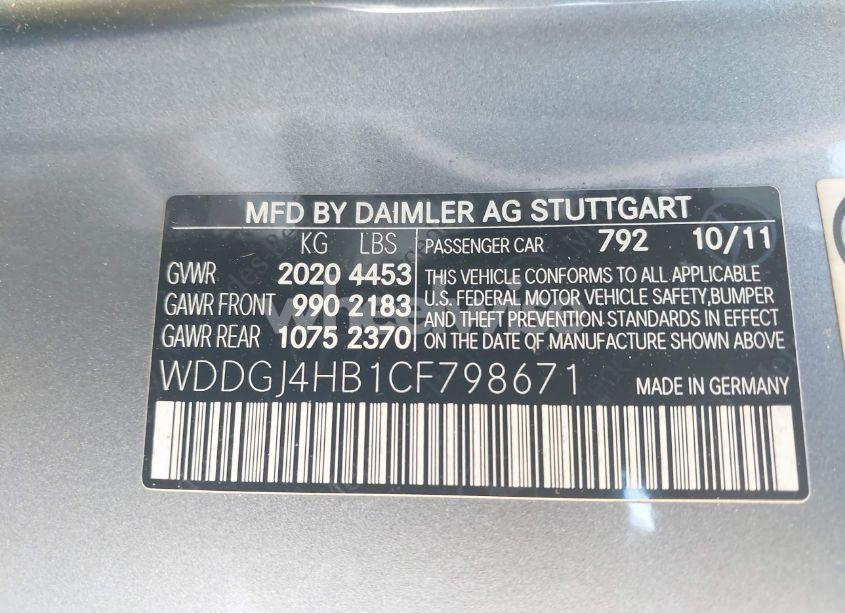 MFD BY DAIMLER AG STUTTGART
KG LBS PASSENGER CAR 792 10/11
GVWR 2020 4453 THIS VEHICLE CONFORMS TO ALL APPLICABLE
GAWR FRONT 990 2183 U.S. FEDERAL MOTOR VEHICLE SAFETY,BUMPER
GAWR REAR 1075 2370 AND THEFT PREVENTION STANDARDS IN EFFECT
ON THE DATE OF MANUFACTURE SHOWN ABOVE
WDDGJ4HB1CF798671 MADE IN GERMANY